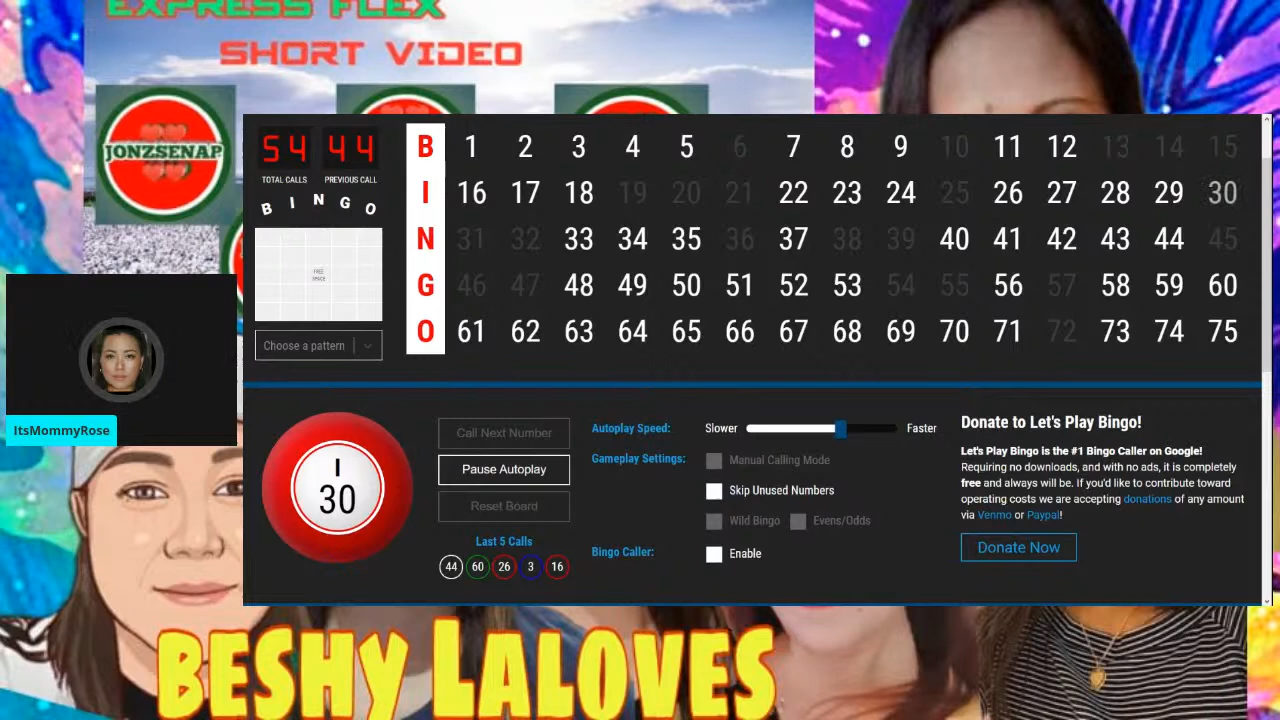 EXPRESS FLEX
SHORT VIDEO
JONZSENAP
54 44
TOTAL CALLS PREVIOUS CALL
B I N G O
FREE
SPACE
Choose a pattern
B 1 2 3 4 5 6 7 8 9 10 11 12 13 14 15
I 16 17 18 19 20 21 22 23 24 25 26 27 28 29 30
N 31 32 33 34 35 36 37 38 39 40 41 42 43 44 45
G 46 47 48 49 50 51 52 53 54 55 56 57 58 59 60
O 61 62 63 64 65 66 67 68 69 70 71 72 73 74 75
ItsMommyRose
I
30
Call Next Number
Pause Autoplay
Reset Board
Last 5 Calls
44 60 26 3 16
Autoplay Speed: Slower Faster
Gameplay Settings: Manual Calling Mode
Skip Unused Numbers
Wild Bingo Evens/Odds
Bingo Caller: Enable
Donate to Let's Play Bingo!
Let's Play Bingo is the #1 Bingo Caller on Google!
Requiring no downloads, and with no ads, it is completely
free and always will be. If you'd like to contribute toward
operating costs we are accepting donations of any amount
via Venmo or Paypal!
Donate Now
BESHY LALOVES